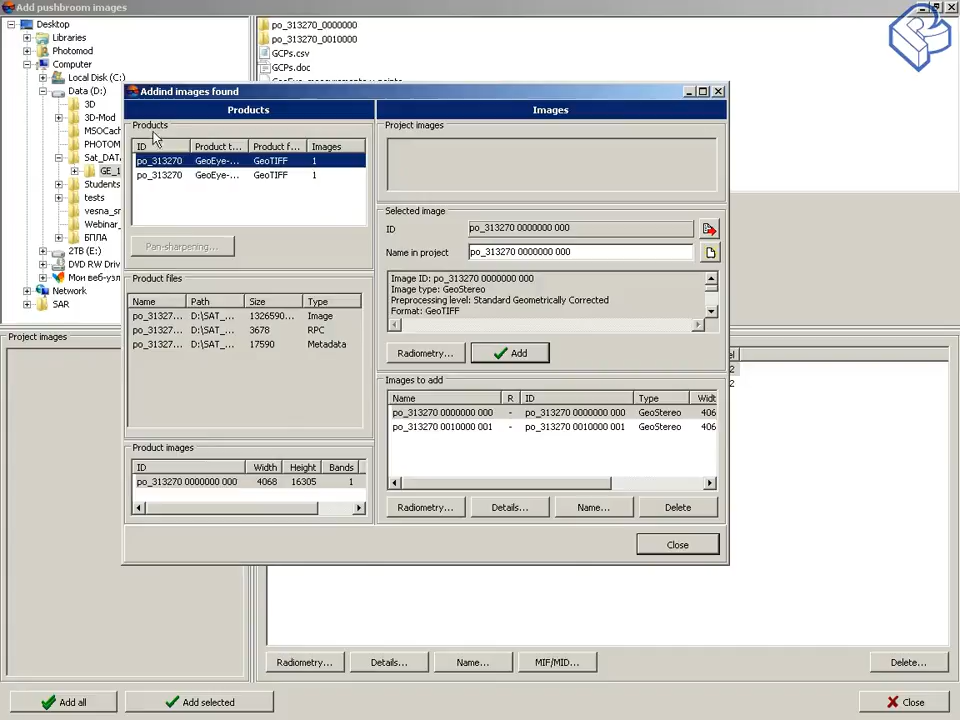 Add pushbroom images
Desktop
Libraries
Photomod
Computer
Local Disk (C:)
Data (D:)
3D
3D-Mod
MSOCach
PHOTOM
Sat_DATA
GE_1
Students
tests
vesna_sr
Webinar_
БПЛА
2TB (E:)
DVD RW Driv
Мои веб-узл
Network
SAR
po_313270_0000000
po_313270_0010000
GCPs.csv
GCPs.doc
Addind images found
Products
Images
Products
ID Product t... Product f... Images
po_313270 GeoEye-... GeoTIFF 1
po_313270 GeoEye-... GeoTIFF 1
Pan-sharpening...
Product files
Name Path Size Type
po_31327... D:\SAT_... 1326590... Image
po_31327... D:\SAT_... 3678 RPC
po_31327... D:\SAT_... 17590 Metadata
Product images
ID Width Height Bands
po_313270 0000000 000 4068 16305 1
Project images
Selected image
ID po_313270 0000000 000
Name in project po_313270 0000000 000
Image ID: po_313270 0000000 000
Image type: GeoStereo
Preprocessing level: Standard Geometrically Corrected
Format: GeoTIFF
Radiometry... Add
Images to add
Name R ID Type Widt
po_313270 0000000 000 - po_313270 0000000 000 GeoStereo 406
po_313270 0010000 001 - po_313270 0010000 001 GeoStereo 406
Radiometry... Details... Name... Delete
Close
Project images
el
2
2
Radiometry... Details... Name... MIF/MID... Delete...
Add all Add selected Close